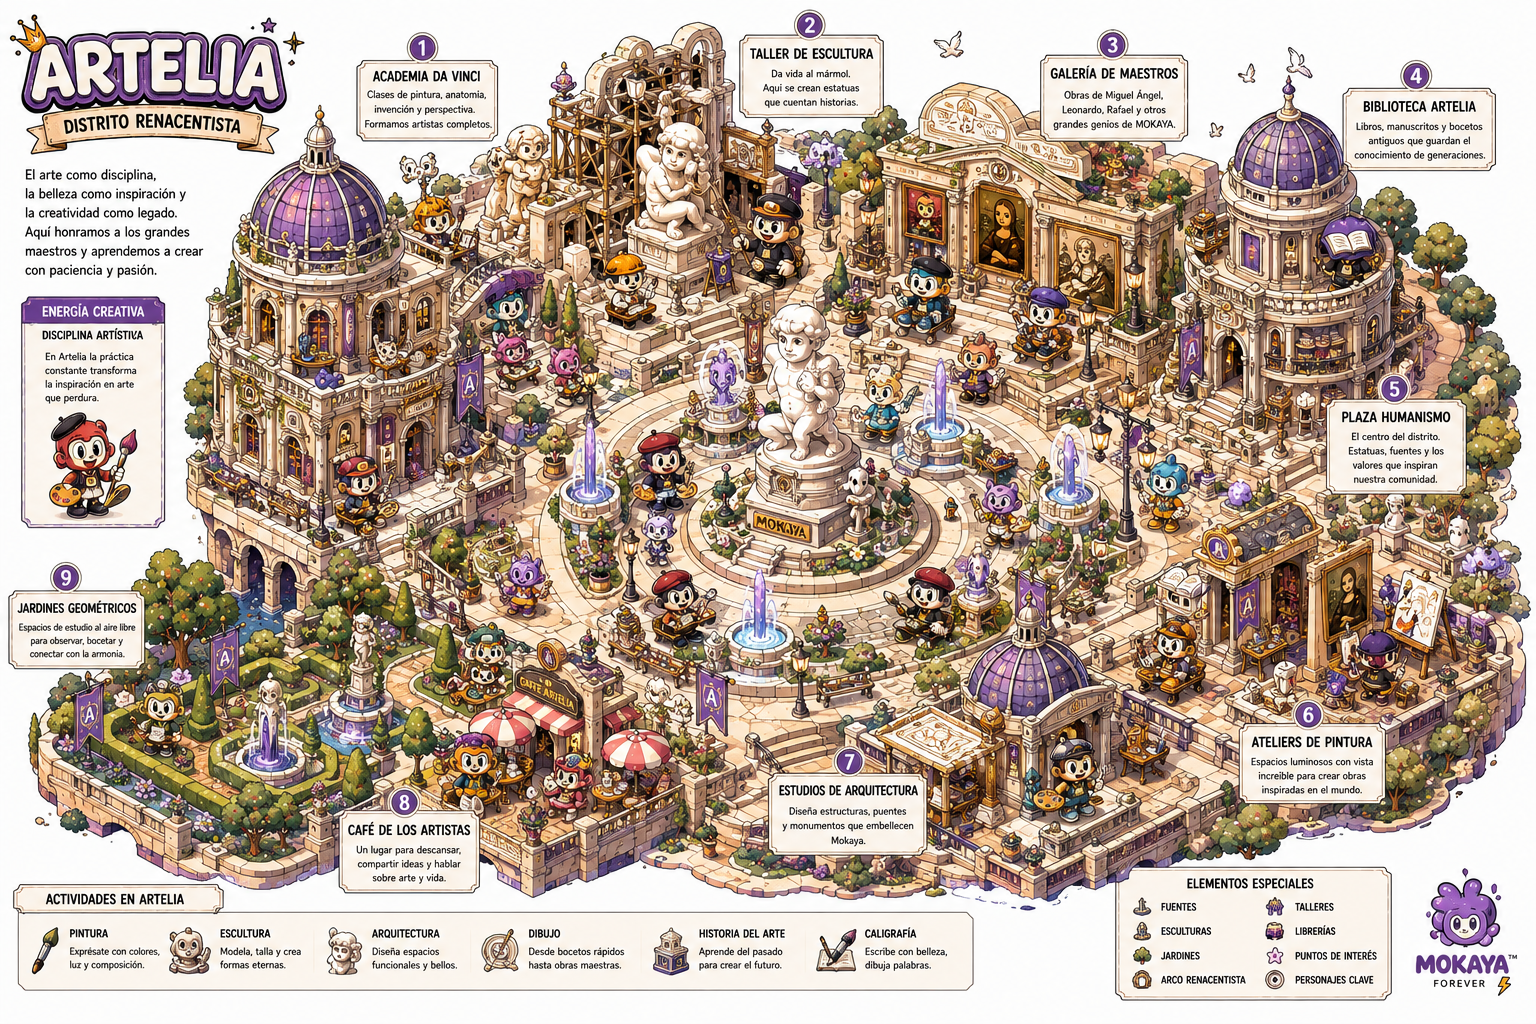 ARTELIA
DISTRITO RENACENTISTA
El arte como disciplina,
la belleza como inspiración y
la creatividad como legado.
Aquí honramos a los grandes
maestros y aprendemos a crear
con paciencia y pasión.
ENERGÍA CREATIVA
DISCIPLINA ARTÍSTICA
En Artelia la práctica
constante transforma
la inspiración en arte
que perdura.
1
ACADEMIA DA VINCI
Clases de pintura, anatomia,
invención y perspectiva.
Formamos artistas completos.
2
TALLER DE ESCULTURA
Da vida al mármol.
Aquí se crean estatuas
que cuentan historias.
3
GALERÍA DE MAESTROS
Obras de Miguel Ángel,
Leonardo, Rafael y otros
grandes genios de MOKAYA.
4
BIBLIOTECA ARTELIA
Libros, manuscritos y bocetos
antiguos que guardan el
conocimiento de generaciones.
5
PLAZA HUMANISMO
El centro del distrito.
Estatuas, fuentes y los
valores que inspiran
nuestra comunidad.
A
A
MOKAYA
A
A
A
A
CAFFE ARTELIA
6
ATELIERS DE PINTURA
Espacios luminosos con vista
increible para crear obras
inspiradas en el mundo.
7
ESTUDIOS DE ARQUITECTURA
Diseña estructuras, puentes
y monumentos que embellecen
Mokaya.
8
CAFÉ DE LOS ARTISTAS
Un lugar para descansar,
compartir ideas y hablar
sobre arte y vida.
9
JARDINES GEOMÉTRICOS
Espacios de estudio al aire libre
para observar, bocetar y
conectar con la armonia.
ACTIVIDADES EN ARTELIA
PINTURA
Exprésate con colores,
luz y composición.
ESCULTURA
Modela, talla y crea
formas eternas.
ARQUITECTURA
Diseña espacios
funcionales y bellos.
DIBUJO
Desde bocetos rápidos
hasta obras maestras.
HISTORIA DEL ARTE
Aprende del pasado
para crear el futuro.
CALIGRAFÍA
Escribe con belleza,
dibuja palabras.
ELEMENTOS ESPECIALES
FUENTES
ESCULTURAS
JARDINES
ARCO RENACENTISTA
TALLERES
LIBRERÍAS
PUNTOS DE INTERÉS
PERSONAJES CLAVE
MOKAYA™
FOREVER